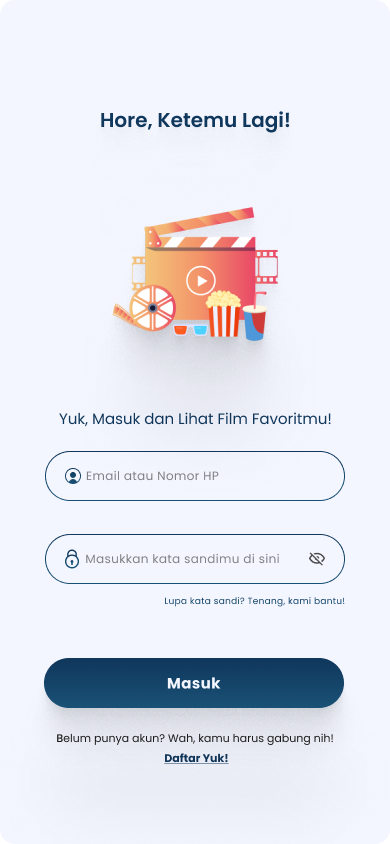 Hore, Ketemu Lagi!
Yuk, Masuk dan Lihat Film Favoritmu!
Email atau Nomor HP
Masukkan kata sandimu di sini
Lupa kata sandi? Tenang, kami bantu!
Masuk
Belum punya akun? Wah, kamu harus gabung nih!
Daftar Yuk!